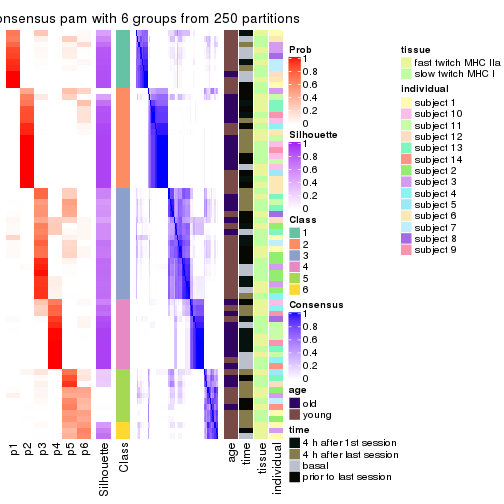 onsensus pam with 6 groups from 250 partitions
Prob
1
0.8
0.6
0.4
0.2
0
Silhouette
1
0.8
0.6
0.4
0.2
0
Class
1
2
3
4
5
6
Consensus
1
0.8
0.6
0.4
0.2
0
age
old
young
time
4 h after 1st session
4 h after last session
basal
prior to last session
tissue
fast twitch MHC IIa
slow twitch MHC I
individual
subject 1
subject 10
subject 11
subject 12
subject 13
subject 14
subject 2
subject 3
subject 4
subject 5
subject 6
subject 7
subject 8
subject 9
p1
p2
p3
p4
p5
p6
Silhouette
Class
age
time
tissue
individual